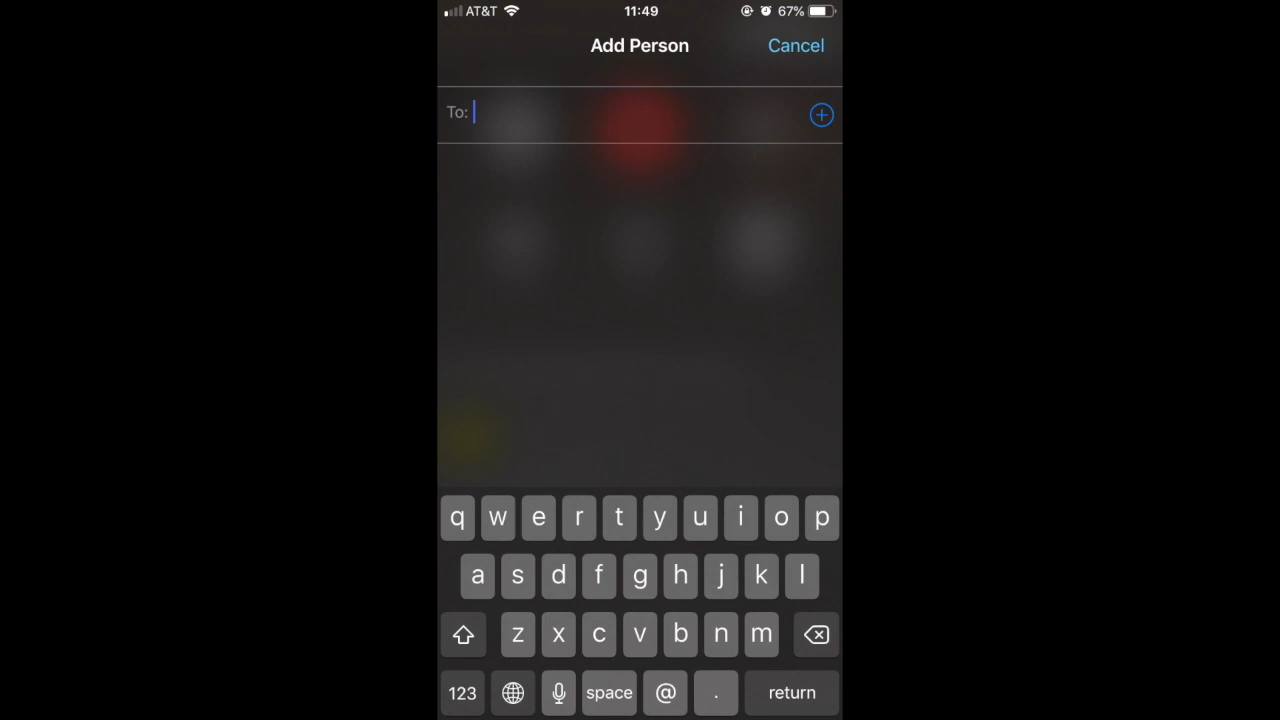 AT&T 11:49 67%
Add Person Cancel
To:
q w e r t y u i o p
a s d f g h j k l
z x c v b n m
123 space @ . return